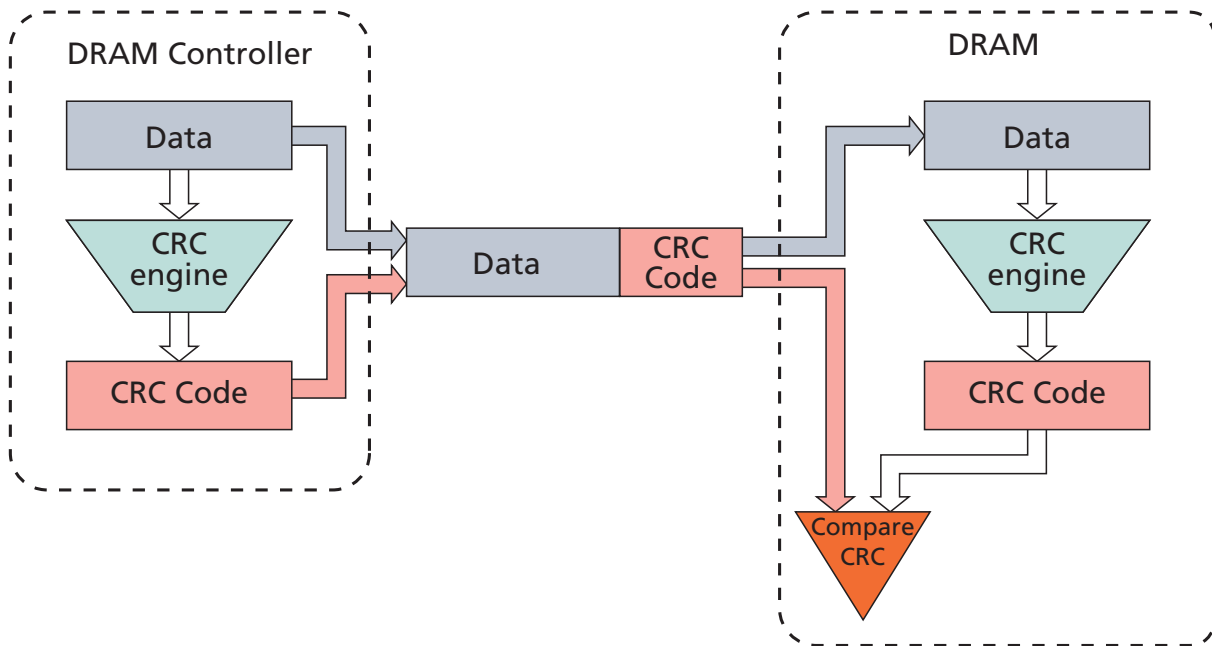 DRAM Controller
Data
CRC
engine
CRC Code
Data
CRC
Code
DRAM
Data
CRC
engine
CRC Code
Compare
CRC